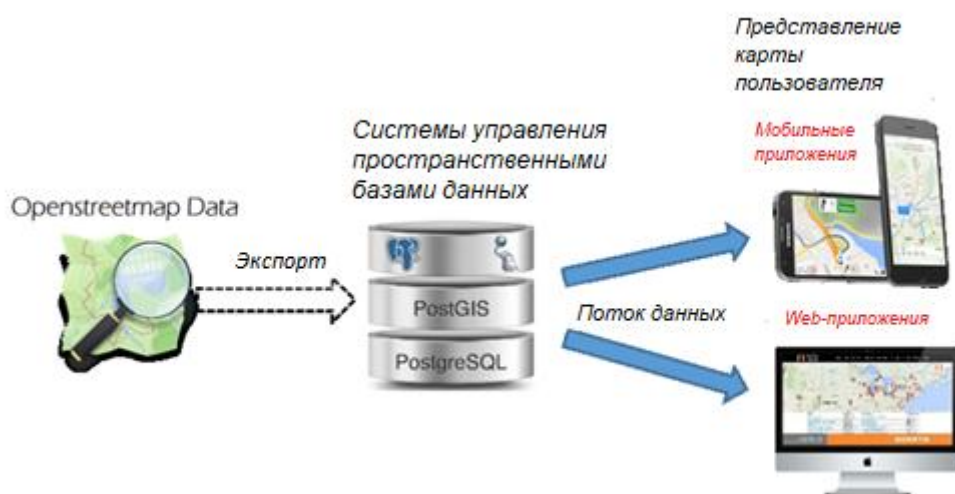 Openstreetmap Data
Экспорт
Системы управления
пространственными
базами данных
PostGIS
PostgreSQL
Поток данных
Представление
карты
пользователя
Мобильные
приложения
Web-приложения